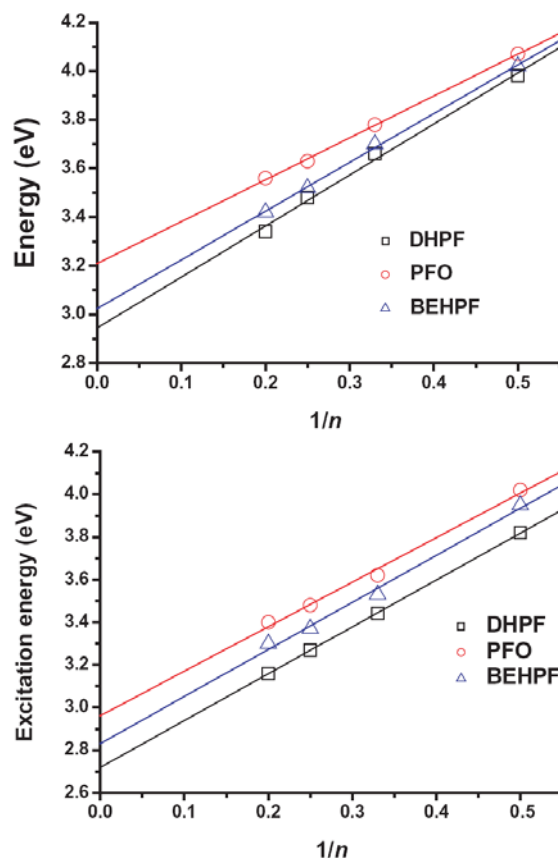 4.2
4.0
3.8
3.6
3.4
3.2
3.0
2.8
Energy (eV)
DHPF
PFO
BEHPF
0.0 0.1 0.2 0.3 0.4 0.5
1/n
4.2
4.0
3.8
3.6
3.4
3.2
3.0
2.8
2.6
Excitation energy (eV)
DHPF
PFO
BEHPF
0.0 0.1 0.2 0.3 0.4 0.5
1/n